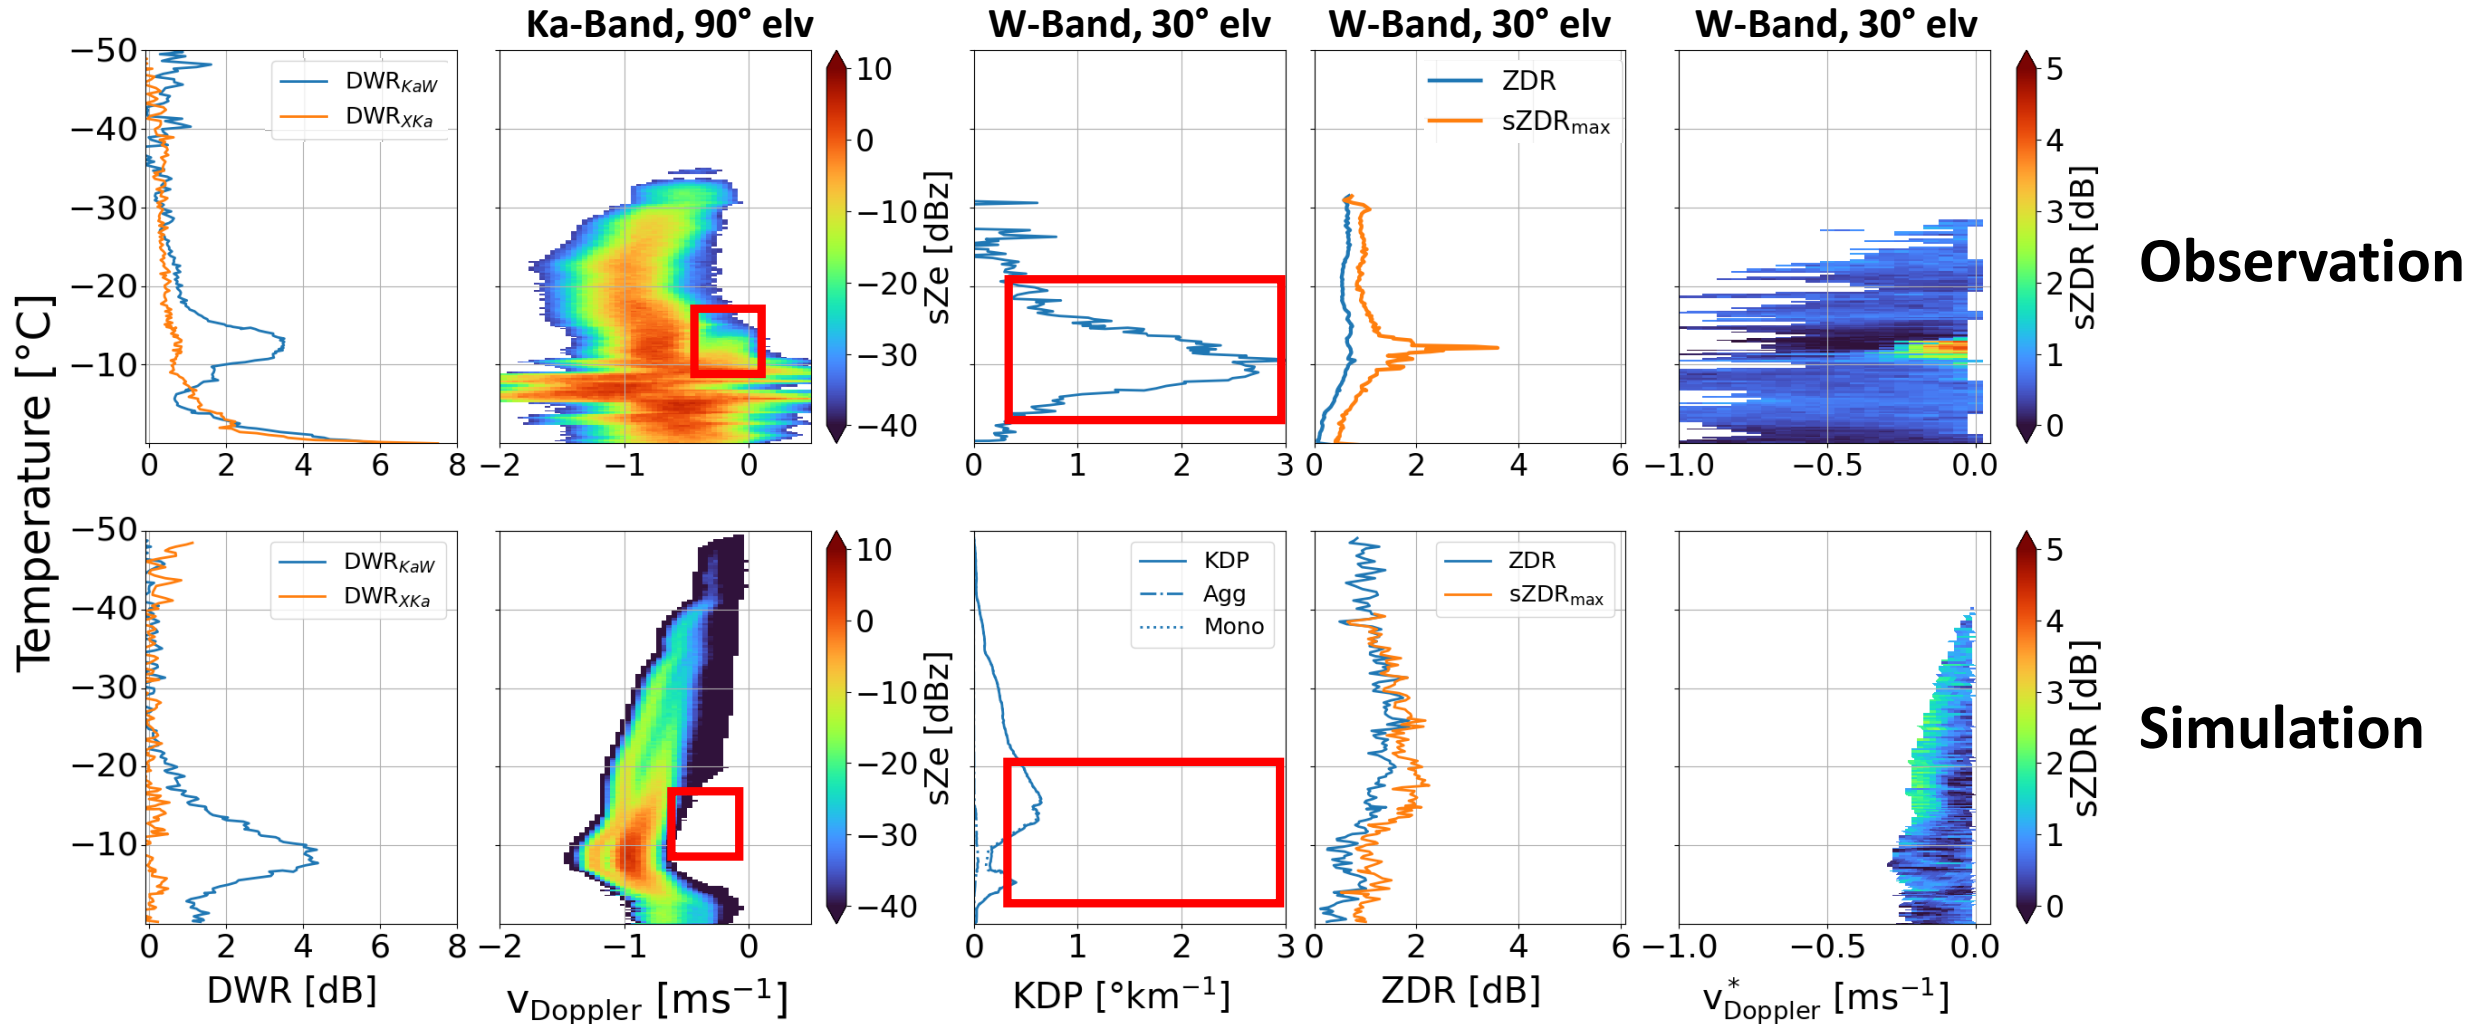 Ka-Band, 90° elv
W-Band, 30° elv
W-Band, 30° elv
W-Band, 30° elv
Temperature [°C]
−50
−40
−30
−20
−10
DWR_KaW
DWR_XKa
0 2 4 6 8
−2 −1 0
10
0
−10
−20
−30
−40
sZe [dBz]
0 1 2 3
ZDR
sZDR_max
0 2 4 6
−1.0 −0.5 0.0
5
4
3
2
1
0
sZDR [dB]
Observation
−50
−40
−30
−20
−10
DWR_KaW
DWR_XKa
0 2 4 6 8
DWR [dB]
−2 −1 0
v_Doppler [ms⁻¹]
10
0
−10
−20
−30
−40
sZe [dBz]
KDP
Agg
Mono
0 1 2 3
KDP [°km⁻¹]
ZDR
sZDR_max
0 2 4 6
ZDR [dB]
−1.0 −0.5 0.0
v*_Doppler [ms⁻¹]
5
4
3
2
1
0
sZDR [dB]
Simulation